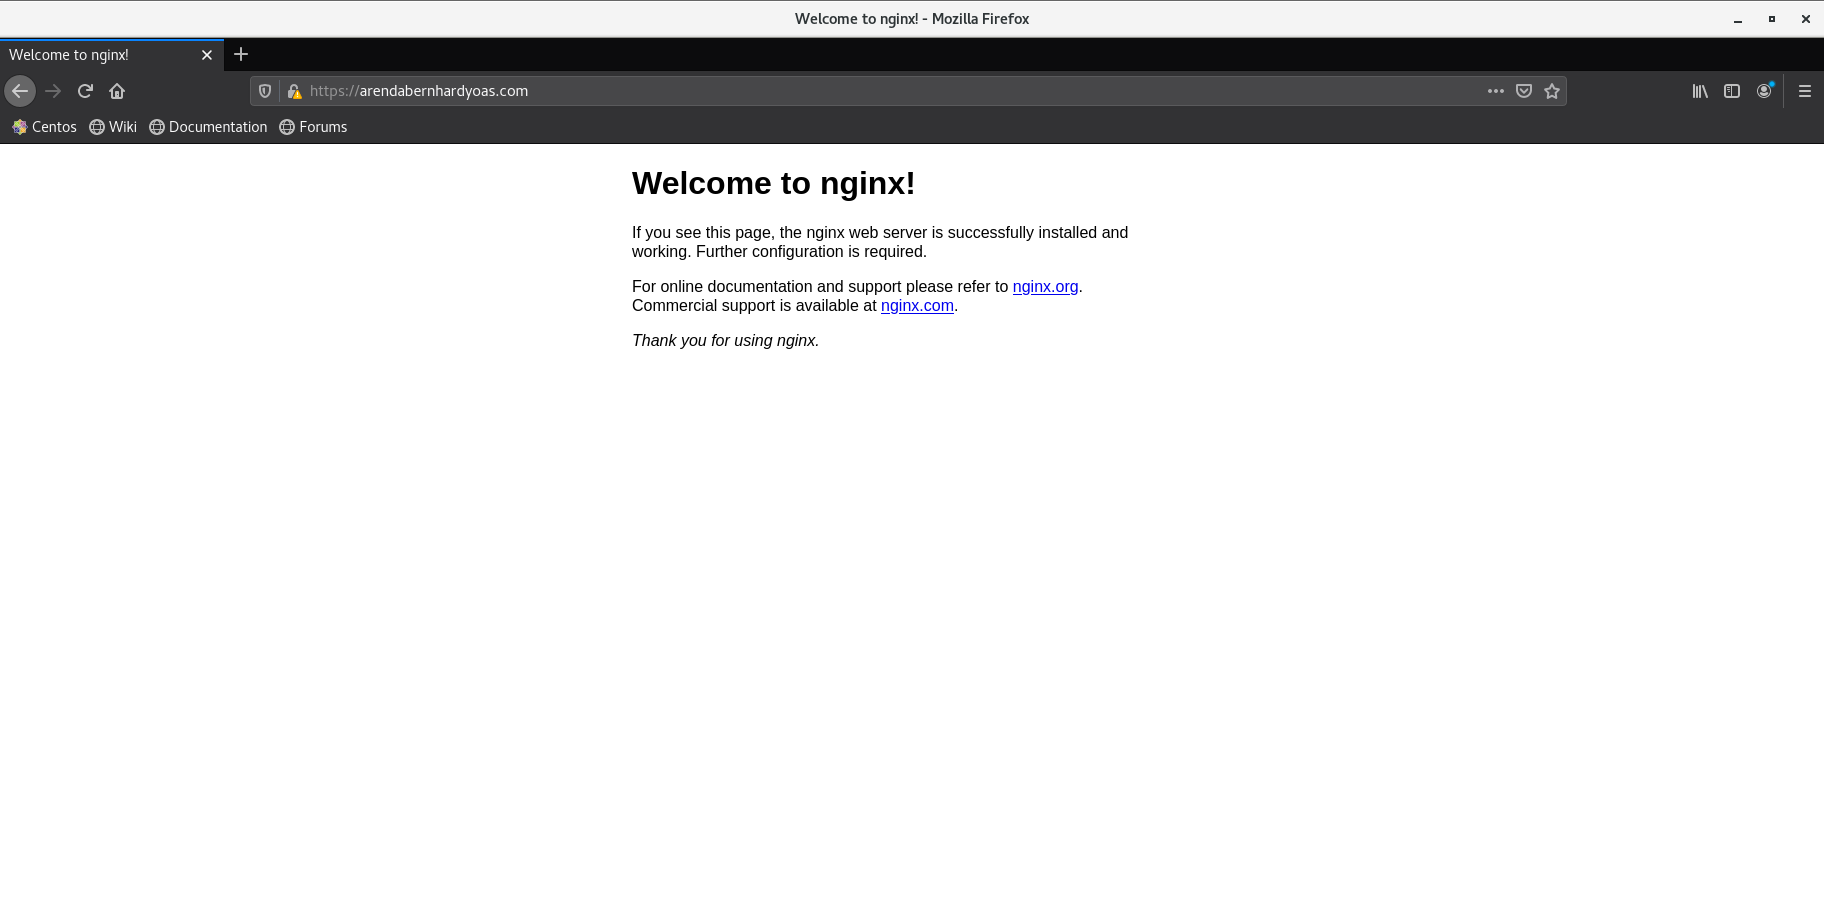 Welcome to nginx! - Mozilla Firefox
Welcome to nginx!
https://arendabernhardyoas.com
Centos Wiki Documentation Forums
Welcome to nginx!
If you see this page, the nginx web server is successfully installed and
working. Further configuration is required.
For online documentation and support please refer to nginx.org.
Commercial support is available at nginx.com.
Thank you for using nginx.